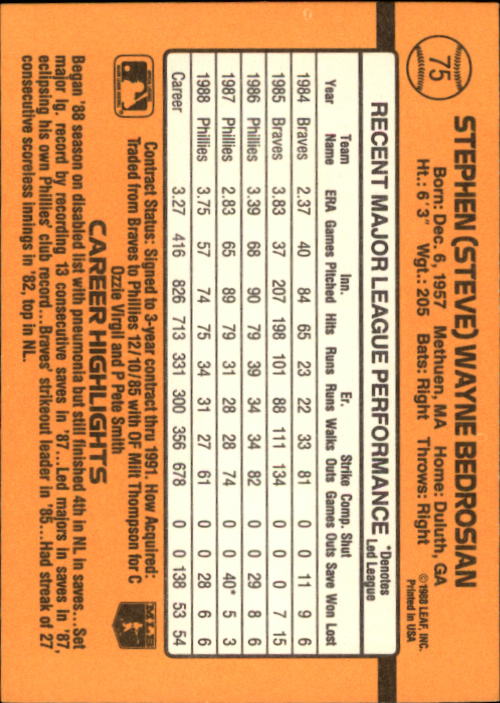 75
STEPHEN (STEVE) WAYNE BEDROSIAN
Born: Dec. 6, 1957 Methuen, MA Home: Duluth, GA
Ht.: 6'3" Wgt.: 205 Bats: Right Throws: Right
©1988 LEAF, INC.
Printed in USA
RECENT MAJOR LEAGUE PERFORMANCE *Denotes Led League
Team Inn. Er. Strike Comp. Shut
Year Name ERA Games Pitched Hits Runs Runs Walks Outs Games Outs Save Won Lost
1984 Braves 2.37 40 84 65 23 22 33 81 0 0 11 9 6
1985 Braves 3.83 37 207 198 101 88 111 134 0 0 0 7 15
1986 Phillies 3.39 68 90 79 39 34 34 82 0 0 29 8 6
1987 Phillies 2.83 65 89 79 31 28 28 74 0 0 40* 5 3
1988 Phillies 3.75 57 74 75 34 31 27 61 0 0 28 6 6
Career 3.27 416 826 713 331 300 356 678 0 0 138 53 54
Contract Status: Signed to 3-year contract thru 1991. How Acquired:
Traded from Braves to Phillies 12/10/85 with OF Milt Thompson for C
Ozzie Virgil and P Pete Smith
MLB
CAREER HIGHLIGHTS
Began '88 season on disabled list with pneumonia but still finished 4th in NL in saves....Set
major lg. record by recording 13 consecutive saves in '87...Led majors in saves in '87,
eclipsing his own Phillies' club record...Braves' strikeout leader in '85...Had streak of 27
consecutive scoreless innings in '82, top in NL.